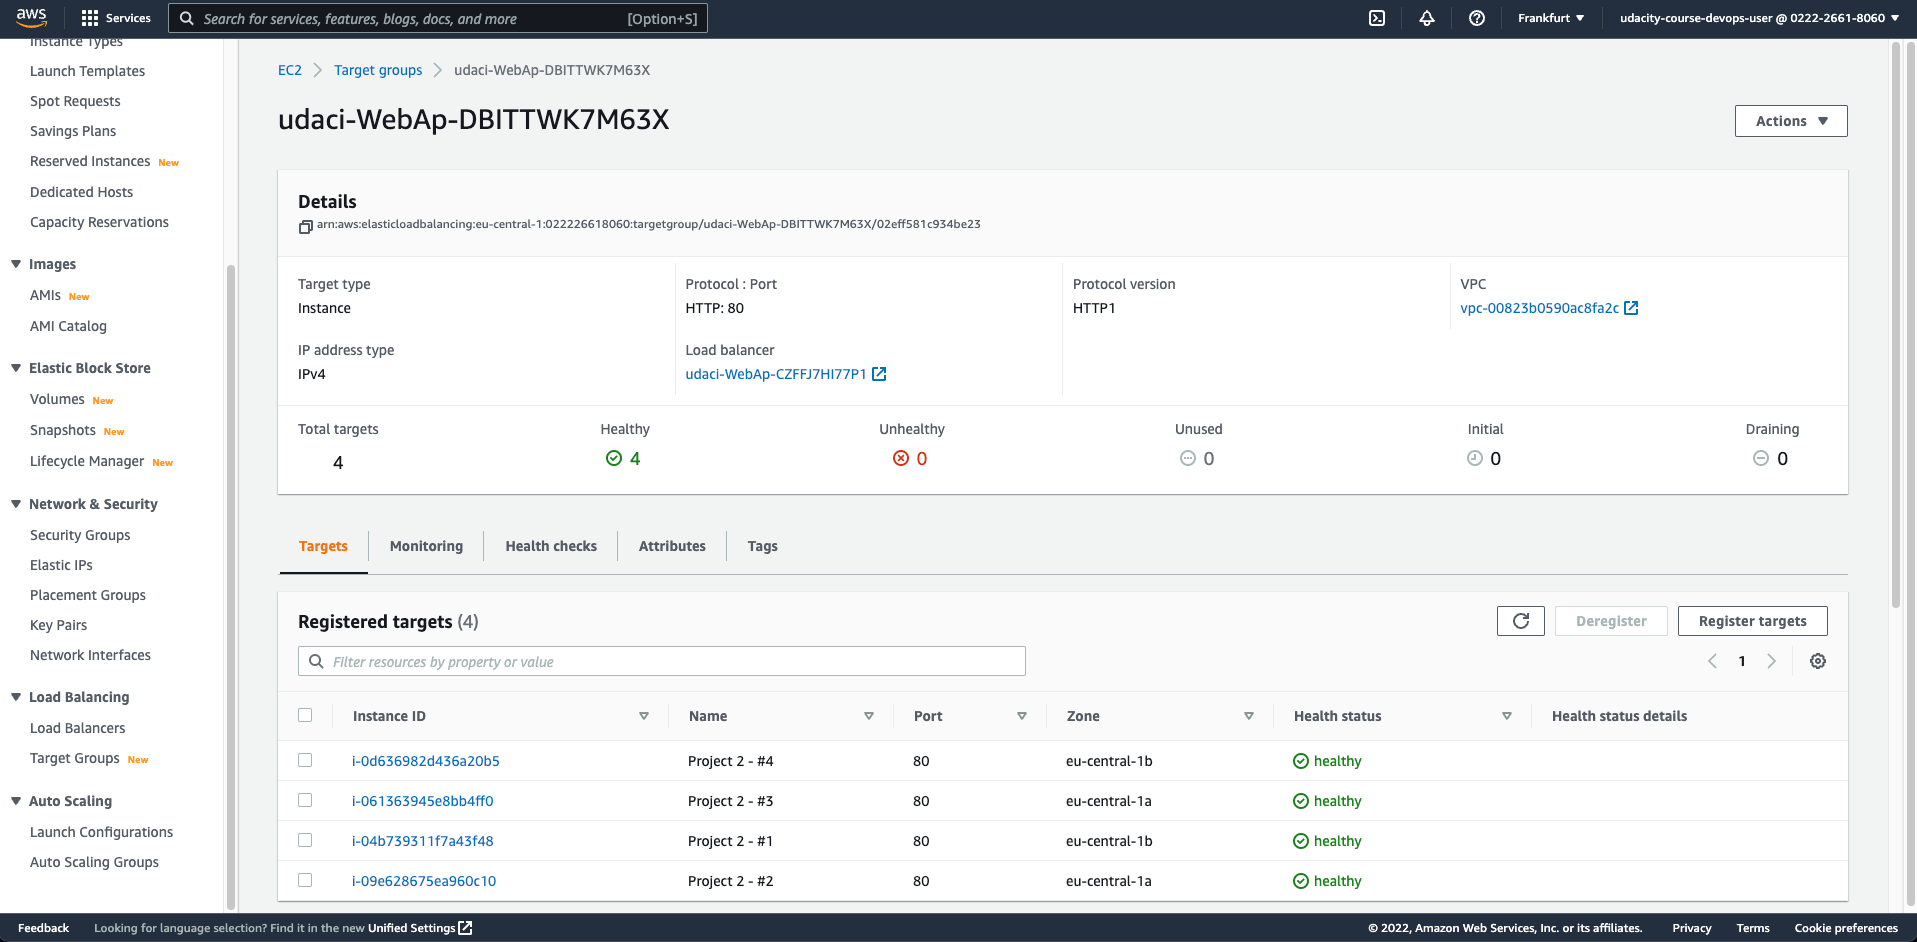 aws
Services
Search for services, features, blogs, docs, and more
[Option+S]
Frankfurt
udacity-course-devops-user @ 0222-2661-8060
Instance Types
Launch Templates
Spot Requests
Savings Plans
Reserved Instances New
Dedicated Hosts
Capacity Reservations
Images
AMIs New
AMI Catalog
Elastic Block Store
Volumes New
Snapshots New
Lifecycle Manager New
Network & Security
Security Groups
Elastic IPs
Placement Groups
Key Pairs
Network Interfaces
Load Balancing
Load Balancers
Target Groups New
Auto Scaling
Launch Configurations
Auto Scaling Groups
EC2 > Target groups > udaci-WebAp-DBITTWK7M63X
udaci-WebAp-DBITTWK7M63X
Actions
Details
arn:aws:elasticloadbalancing:eu-central-1:022226618060:targetgroup/udaci-WebAp-DBITTWK7M63X/02eff581c934be23
Target type
Instance
Protocol : Port
HTTP: 80
Protocol version
HTTP1
VPC
vpc-00823b0590ac8fa2c
IP address type
IPv4
Load balancer
udaci-WebAp-CZFFJ7HI77P1
Total targets
4
Healthy
4
Unhealthy
0
Unused
0
Initial
0
Draining
0
Targets
Monitoring
Health checks
Attributes
Tags
Registered targets (4)
Deregister
Register targets
Filter resources by property or value
1
Instance ID Name Port Zone Health status Health status details
i-0d636982d436a20b5 Project 2 - #4 80 eu-central-1b healthy
i-061363945e8bb4ff0 Project 2 - #3 80 eu-central-1a healthy
i-04b739311f7a43f48 Project 2 - #1 80 eu-central-1b healthy
i-09e628675ea960c10 Project 2 - #2 80 eu-central-1a healthy
Feedback
Looking for language selection? Find it in the new Unified Settings
© 2022, Amazon Web Services, Inc. or its affiliates.
Privacy
Terms
Cookie preferences